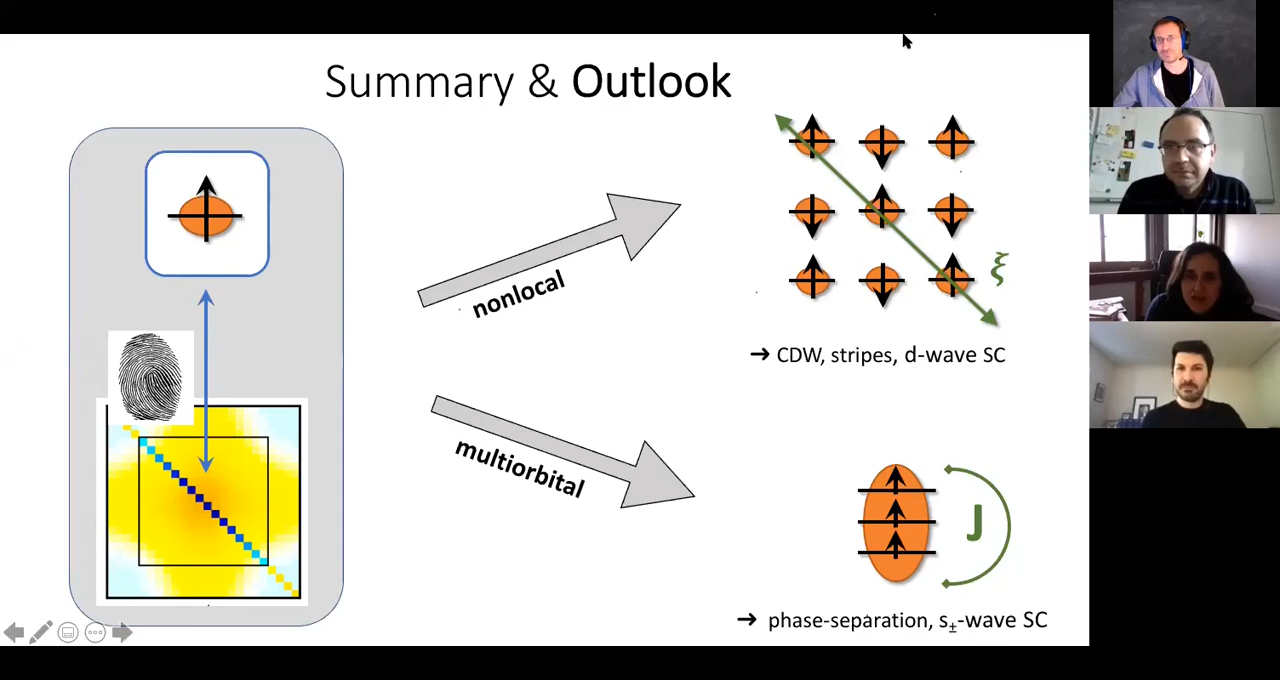 Summary & Outlook
nonlocal
ξ
➔ CDW, stripes, d-wave SC
multiorbital
J
➔ phase-separation, s±-wave SC